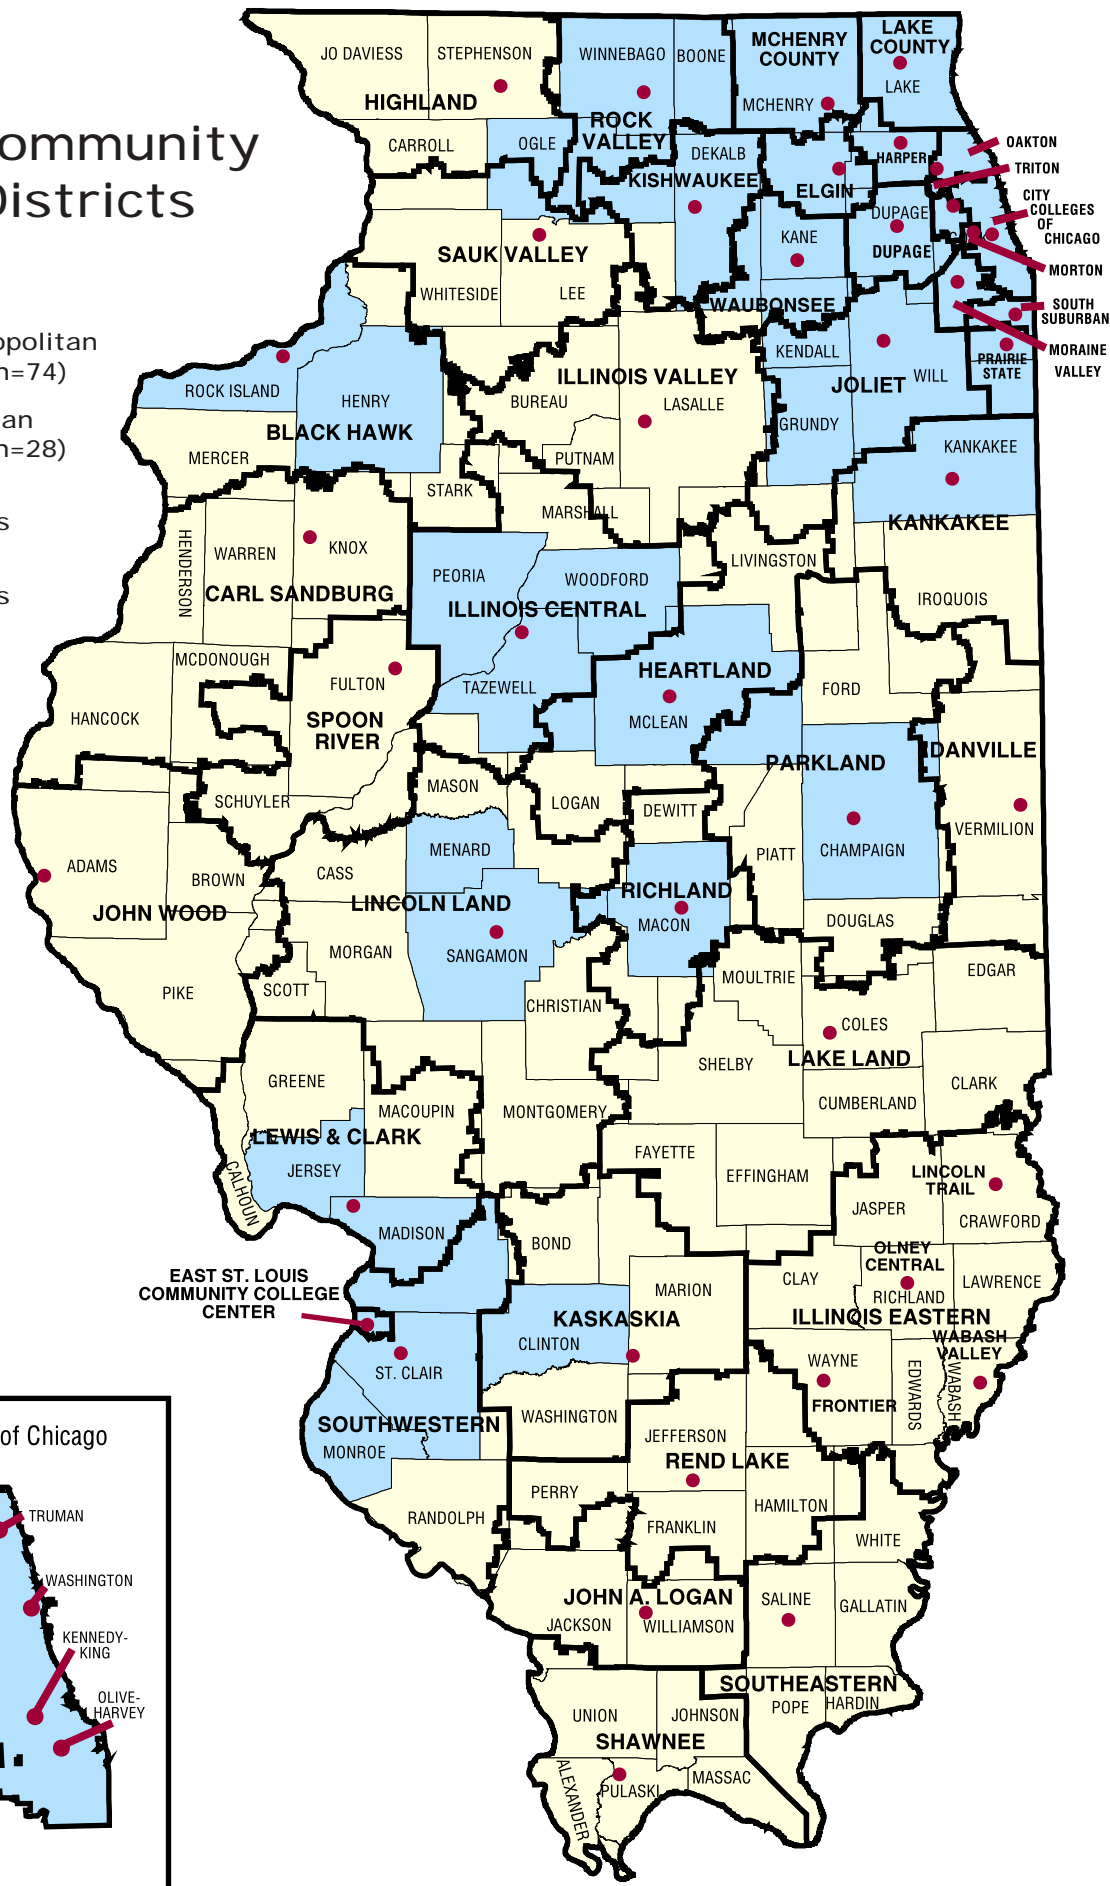 ommunity
Districts
opolitan
n=74)
an
n=28)
s
s
JO DAVIESS
STEPHENSON
WINNEBAGO
BOONE
MCHENRY
COUNTY
LAKE
COUNTY
HIGHLAND
MCHENRY
LAKE
ROCK
VALLEY
CARROLL
OGLE
DEKALB
HARPER
OAKTON
TRITON
KISHWAUKEE
ELGIN
CITY
COLLEGES
OF
CHICAGO
DUPAGE
KANE
DUPAGE
SAUK VALLEY
MORTON
WHITESIDE
LEE
WAUBONSEE
SOUTH
SUBURBAN
KENDALL
MORAINE
VALLEY
PRAIRIE
STATE
ILLINOIS VALLEY
JOLIET
WILL
ROCK ISLAND
HENRY
BUREAU
LASALLE
GRUNDY
BLACK HAWK
MERCER
PUTNAM
KANKAKEE
STARK
MARSHALL
KANKAKEE
HENDERSON
WARREN
KNOX
LIVINGSTON
PEORIA
WOODFORD
CARL SANDBURG
ILLINOIS CENTRAL
IROQUOIS
MCDONOUGH
HEARTLAND
FULTON
TAZEWELL
FORD
HANCOCK
SPOON
RIVER
MCLEAN
DANVILLE
PARKLAND
MASON
SCHUYLER
LOGAN
DEWITT
VERMILION
MENARD
CHAMPAIGN
PIATT
ADAMS
CASS
BROWN
RICHLAND
LINCOLN LAND
JOHN WOOD
MACON
DOUGLAS
MORGAN
SANGAMON
EDGAR
MOULTRIE
PIKE
SCOTT
CHRISTIAN
COLES
SHELBY
LAKE LAND
GREENE
CLARK
MACOUPIN
MONTGOMERY
CUMBERLAND
LEWIS & CLARK
FAYETTE
JERSEY
EFFINGHAM
LINCOLN
TRAIL
CALHOUN
JASPER
CRAWFORD
MADISON
BOND
OLNEY
CENTRAL
EAST ST. LOUIS
COMMUNITY COLLEGE
CENTER
CLAY
LAWRENCE
MARION
RICHLAND
KASKASKIA
ILLINOIS EASTERN
CLINTON
WABASH
VALLEY
WAYNE
ST. CLAIR
EDWARDS
WABASH
FRONTIER
SOUTHWESTERN
WASHINGTON
JEFFERSON
MONROE
REND LAKE
PERRY
HAMILTON
RANDOLPH
FRANKLIN
WHITE
JOHN A. LOGAN
SALINE
GALLATIN
JACKSON
WILLIAMSON
SOUTHEASTERN
POPE
HARDIN
UNION
JOHNSON
SHAWNEE
ALEXANDER
PULASKI
MASSAC
of Chicago
TRUMAN
WASHINGTON
KENNEDY-
KING
OLIVE-
HARVEY